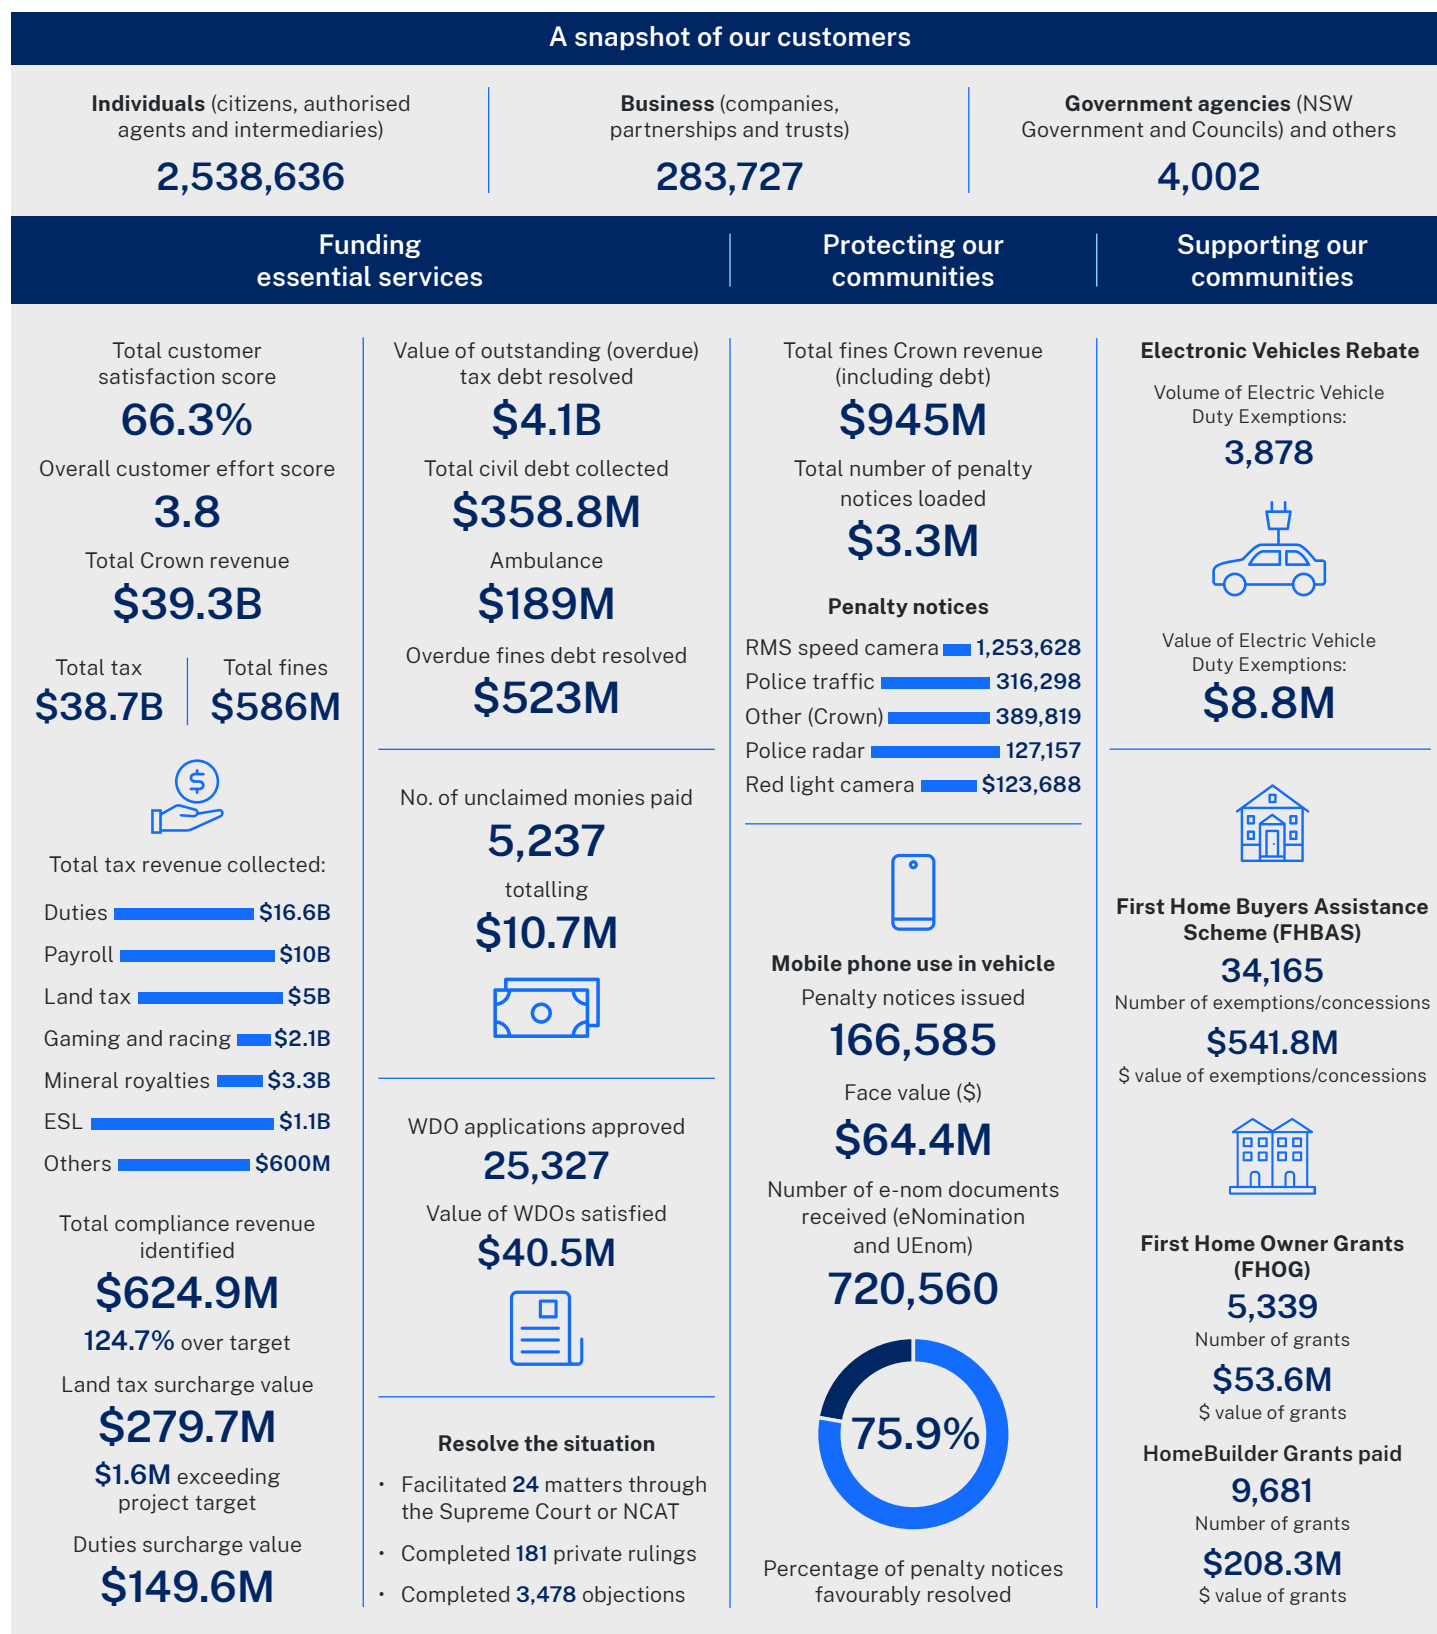 A snapshot of our customers
Individuals (citizens, authorised
agents and intermediaries)
2,538,636
Business (companies,
partnerships and trusts)
283,727
Government agencies (NSW
Government and Councils) and others
4,002
Funding
essential services
Protecting our
communities
Supporting our
communities
Total customer
satisfaction score
66.3%
Overall customer effort score
3.8
Total Crown revenue
$39.3B
Total tax
$38.7B
Total fines
$586M
$
Total tax revenue collected:
Duties $16.6B
Payroll $10B
Land tax $5B
Gaming and racing $2.1B
Mineral royalties $3.3B
ESL $1.1B
Others $600M
Total compliance revenue
identified
$624.9M
124.7% over target
Land tax surcharge value
$279.7M
$1.6M exceeding
project target
Duties surcharge value
$149.6M
Value of outstanding (overdue)
tax debt resolved
$4.1B
Total civil debt collected
$358.8M
Ambulance
$189M
Overdue fines debt resolved
$523M
No. of unclaimed monies paid
5,237
totalling
$10.7M
WDO applications approved
25,327
Value of WDOs satisfied
$40.5M
Resolve the situation
• Facilitated 24 matters through
the Supreme Court or NCAT
• Completed 181 private rulings
• Completed 3,478 objections
Total fines Crown revenue
(including debt)
$945M
Total number of penalty
notices loaded
$3.3M
Penalty notices
RMS speed camera 1,253,628
Police traffic 316,298
Other (Crown) 389,819
Police radar 127,157
Red light camera $123,688
Mobile phone use in vehicle
Penalty notices issued
166,585
Face value ($)
$64.4M
Number of e-nom documents
received (eNomination
and UEnom)
720,560
75.9%
Percentage of penalty notices
favourably resolved
Electronic Vehicles Rebate
Volume of Electric Vehicle
Duty Exemptions:
3,878
Value of Electric Vehicle
Duty Exemptions:
$8.8M
First Home Buyers Assistance
Scheme (FHBAS)
34,165
Number of exemptions/concessions
$541.8M
$ value of exemptions/concessions
First Home Owner Grants
(FHOG)
5,339
Number of grants
$53.6M
$ value of grants
HomeBuilder Grants paid
9,681
Number of grants
$208.3M
$ value of grants